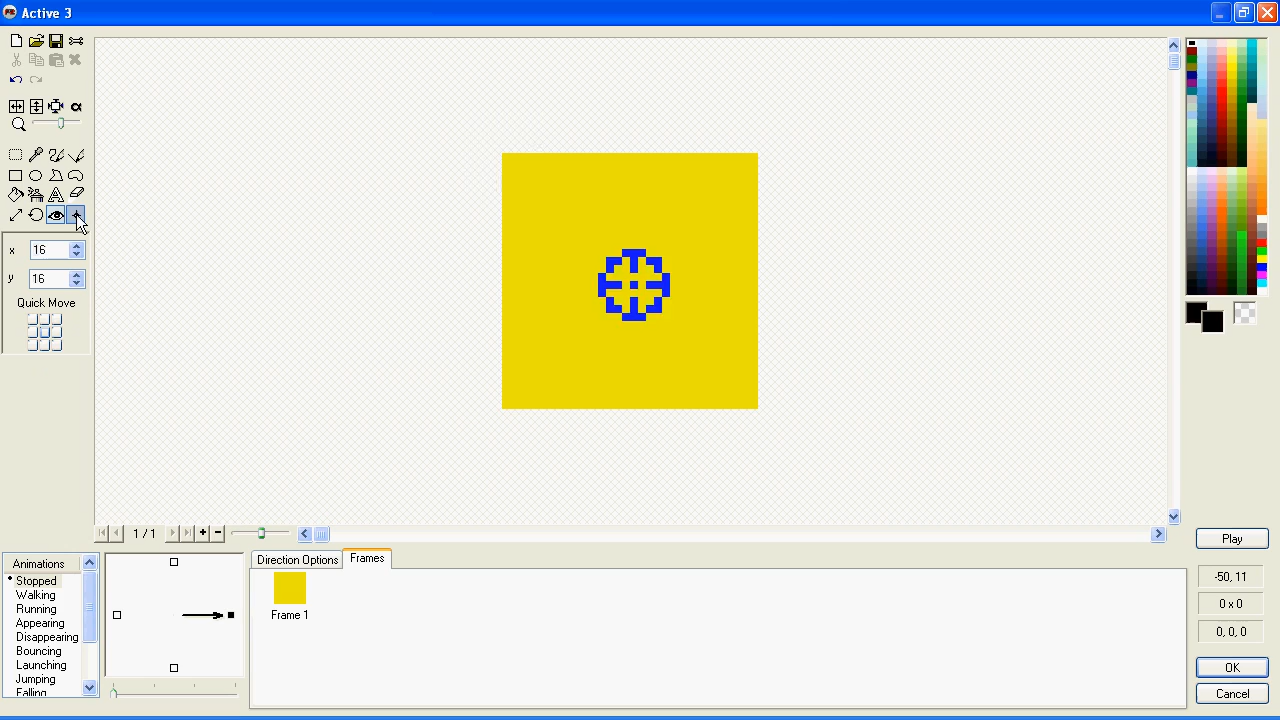 Active 3
x 16
y 16
Quick Move
1 / 1
Animations
Stopped
Walking
Running
Appearing
Disappearing
Bouncing
Launching
Jumping
Falling
Direction Options
Frames
Frame 1
Play
-50, 11
0 x 0
0, 0, 0
OK
Cancel